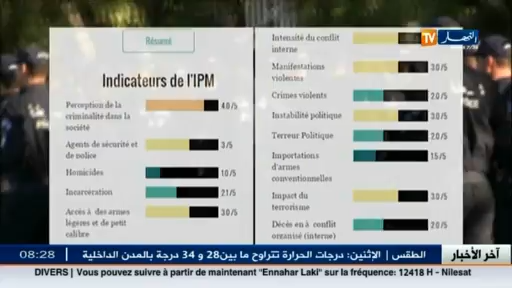 Résumé
Indicateurs de l'IPM
Perception de la
criminalité dans la
société
4.0/5
Agents de sécurité et
de police
3/5
Homicides
1.0/5
Incarcération
2.1/5
Accès à des armes
légères et de petit
calibre
3.0/5
Intensité du conflit
interne
Manifestations
violentes
3.0/5
Crimes violents
2.0/5
Instabilité politique
3.0/5
Terreur Politique
2.0/5
Importations
d'armes
conventionnelles
1.5/5
Impact du
terrorisme
3.0/5
Décès en à conflit
organisé (interne)
2.0/5
TV النهار
08:28
الطقس | الإثنين: درجات الحرارة تتراوح ما بين28 و 34 درجة بالمدن الداخلية
آخر الأخبار
DIVERS | Vous pouvez suivre à partir de maintenant "Ennahar Laki" sur la fréquence: 12418 H - Nilesat